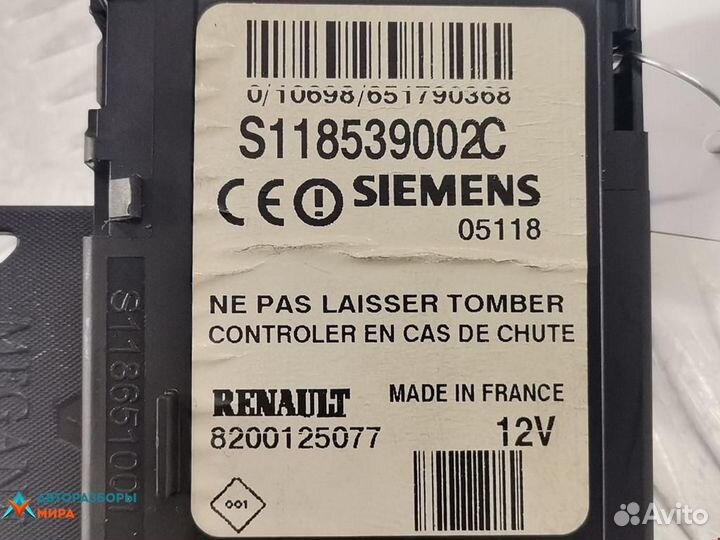 0/10698/651790368
S118539002C
CE SIEMENS
05118
NE PAS LAISSER TOMBER
CONTROLER EN CAS DE CHUTE
RENAULT MADE IN FRANCE
8200125077 12V
001
S118651001
MEGAN
АВТОРАЗБОРЫ
МИРА
Avito